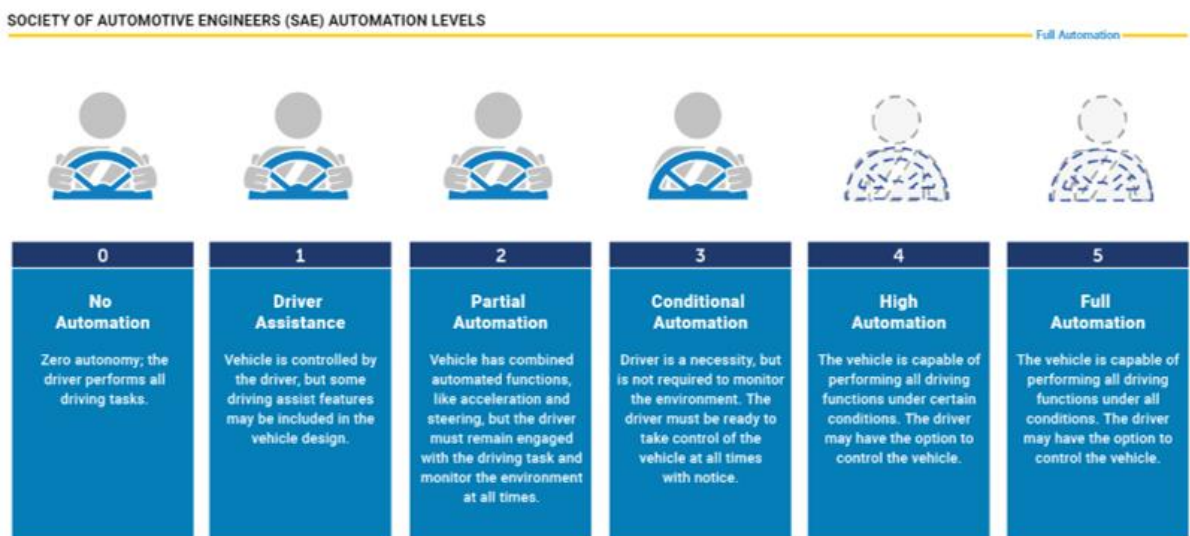 SOCIETY OF AUTOMOTIVE ENGINEERS (SAE) AUTOMATION LEVELS
Full Automation
0
No
Automation
Zero autonomy; the
driver performs all
driving tasks.
1
Driver
Assistance
Vehicle is controlled by
the driver, but some
driving assist features
may be included in the
vehicle design.
2
Partial
Automation
Vehicle has combined
automated functions,
like acceleration and
steering, but the driver
must remain engaged
with the driving task and
monitor the environment
at all times.
3
Conditional
Automation
Driver is a necessity, but
is not required to monitor
the environment. The
driver must be ready to
take control of the
vehicle at all times
with notice.
4
High
Automation
The vehicle is capable of
performing all driving
functions under certain
conditions. The driver
may have the option to
control the vehicle.
5
Full
Automation
The vehicle is capable of
performing all driving
functions under all
conditions. The driver
may have the option to
control the vehicle.